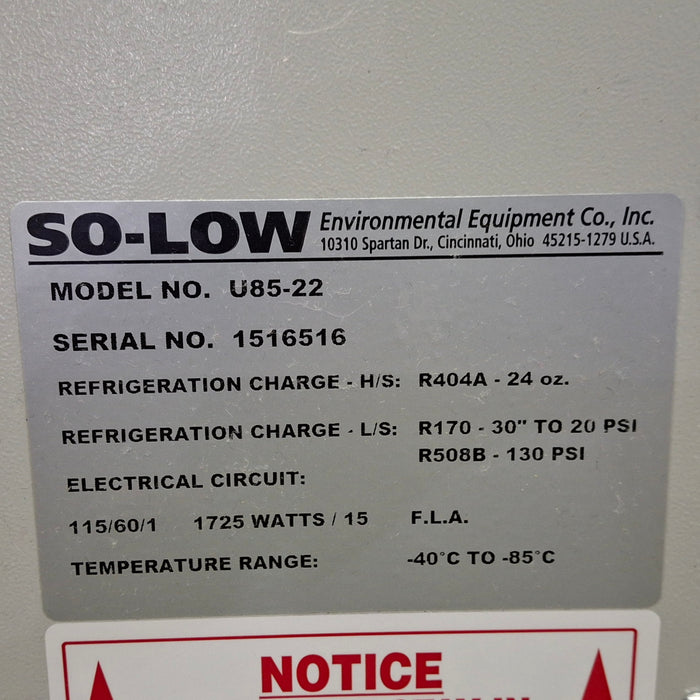 SO-LOW Environmental Equipment Co., Inc.
10310 Spartan Dr., Cincinnati, Ohio 45215-1279 U.S.A.
MODEL NO. U85-22
SERIAL NO. 1516516
REFRIGERATION CHARGE - H/S: R404A - 24 oz.
REFRIGERATION CHARGE - L/S: R170 - 30" TO 20 PSI
R508B - 130 PSI
ELECTRICAL CIRCUIT:
115/60/1 1725 WATTS / 15 F.L.A.
TEMPERATURE RANGE: -40°C TO -85°C
NOTICE